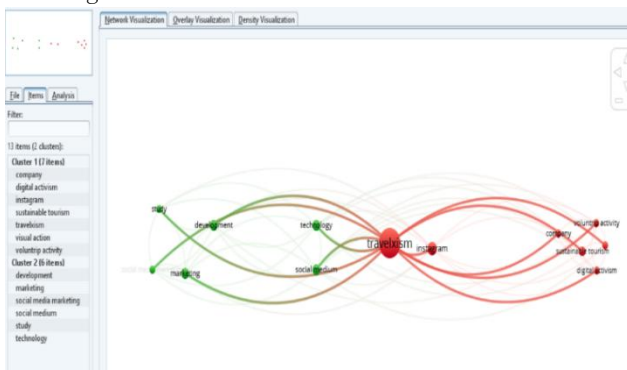 Network Visualization Overlay Visualization Density Visualization
File Items Analysis
Filter:
13 items (2 clusters):
Cluster 1 (7 items)
company
digital activism
instagram
sustainable tourism
travelxism
visual action
voluntrip activity
Cluster 2 (6 items)
development
marketing
social media marketing
social medium
study
technology
study
development
technology
travelxism
instagram
company
voluntrip activity
sustainable tourism
digital activism
marketing
social medium